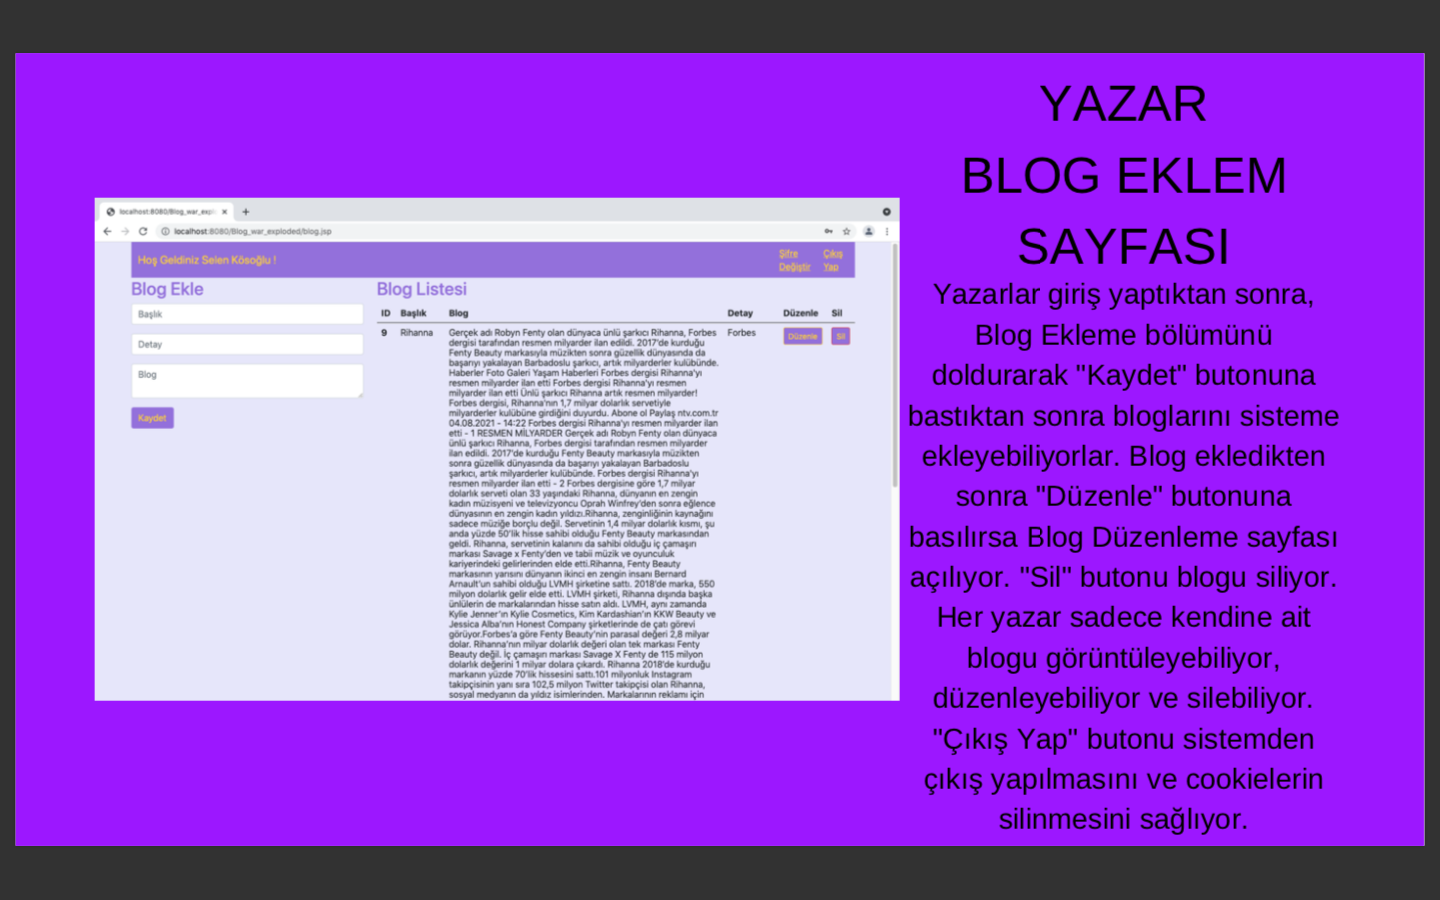 YAZAR
BLOG EKLEM
SAYFASI
Yazarlar giriş yaptıktan sonra,
Blog Ekleme bölümünü
doldurarak "Kaydet" butonuna
bastıktan sonra bloglarını sisteme
ekleyebiliyorlar. Blog ekledikten
sonra "Düzenle" butonuna
basılırsa Blog Düzenleme sayfası
açılıyor. "Sil" butonu blogu siliyor.
Her yazar sadece kendine ait
blogu görüntüleyebiliyor,
düzenleyebiliyor ve silebiliyor.
"Çıkış Yap" butonu sistemden
çıkış yapılmasını ve cookielerin
silinmesini sağlıyor.
localhost:8080/Blog_war_explo
localhost:8080/Blog_war_exploded/blog.jsp
Hoş Geldiniz Selen Kösoğlu !
Şifre Değiştir
Çıkış Yap
Blog Ekle
Başlık
Detay
Blog
Kaydet
Blog Listesi
ID Başlık Blog Detay Düzenle Sil
9 Rihanna Gerçek adı Robyn Fenty olan dünyaca ünlü şarkıcı Rihanna, Forbes Forbes Düzenle Sil
dergisi tarafından resmen milyarder ilan edildi. 2017'de kurduğu
Fenty Beauty markasıyla müzikten sonra güzellik dünyasında da
başarıyı yakalayan Barbadoslu şarkıcı, artık milyarderler kulübünde.
Haberler Foto Galeri Yaşam Haberleri Forbes dergisi Rihanna'yı
resmen milyarder ilan etti Forbes dergisi Rihanna'yı resmen
milyarder ilan etti Ünlü şarkıcı Rihanna artık resmen milyarder!
Forbes dergisi, Rihanna'nın 1,7 milyar dolarlık servetiyle
milyarderler kulübüne girdiğini duyurdu. Abone ol Paylaş ntv.com.tr
04.08.2021 - 14:22 Forbes dergisi Rihanna'yı resmen milyarder ilan
etti - 1 RESMEN MİLYARDER Gerçek adı Robyn Fenty olan dünyaca
ünlü şarkıcı Rihanna, Forbes dergisi tarafından resmen milyarder
ilan edildi. 2017'de kurduğu Fenty Beauty markasıyla müzikten
sonra güzellik dünyasında da başarıyı yakalayan Barbadoslu
şarkıcı, artık milyarderler kulübünde. Forbes dergisi Rihanna'yı
resmen milyarder ilan etti - 2 Forbes dergisine göre 1,7 milyar
dolarlık serveti olan 33 yaşındaki Rihanna, dünyanın en zengin
kadın müzisyeni ve televizyoncu Oprah Winfrey'den sonra eğlence
dünyasının en zengin kadın yıldızı.Rihanna, zenginliğinin kaynağını
sadece müziğe borçlu değil. Servetinin 1,4 milyar dolarlık kısmı, şu
anda yüzde 50'lik hisse sahibi olduğu Fenty Beauty markasından
geldi. Rihanna, servetinin kalanını da sahibi olduğu iç çamaşırı
markası Savage x Fenty'den ve tabii müzik ve oyunculuk
kariyerindeki gelirlerinden elde etti.Rihanna, Fenty Beauty
markasının yarısını dünyanın ikinci en zengin insanı Bernard
Arnault'un sahibi olduğu LVMH şirketine sattı. 2018'de marka, 550
milyon dolarlık gelir elde etti. LVMH şirketi, Rihanna dışında başka
ünlülerin de markalarından hisse satın aldı. LVMH, aynı zamanda
Kylie Jenner'ın Kylie Cosmetics, Kim Kardashian'ın KKW Beauty ve
Jessica Alba'nın Honest Company şirketlerinde de çatı görevi
görüyor.Forbes'a göre Fenty Beauty'nin parasal değeri 2,8 milyar
dolar. Rihanna'nın milyar dolarlık değeri olan tek markası Fenty
Beauty değil. İç çamaşırı markası Savage X Fenty de 115 milyon
dolarlık değerini 1 milyar dolara çıkardı. Rihanna 2018'de kurduğu
markanın yüzde 70'lik hissesini sattı.101 milyonluk Instagram
takipçisinin yanı sıra 102,5 milyon Twitter takipçisi olan Rihanna,
sosyal medyanın da yıldız isimlerinden. Markalarının reklamı için